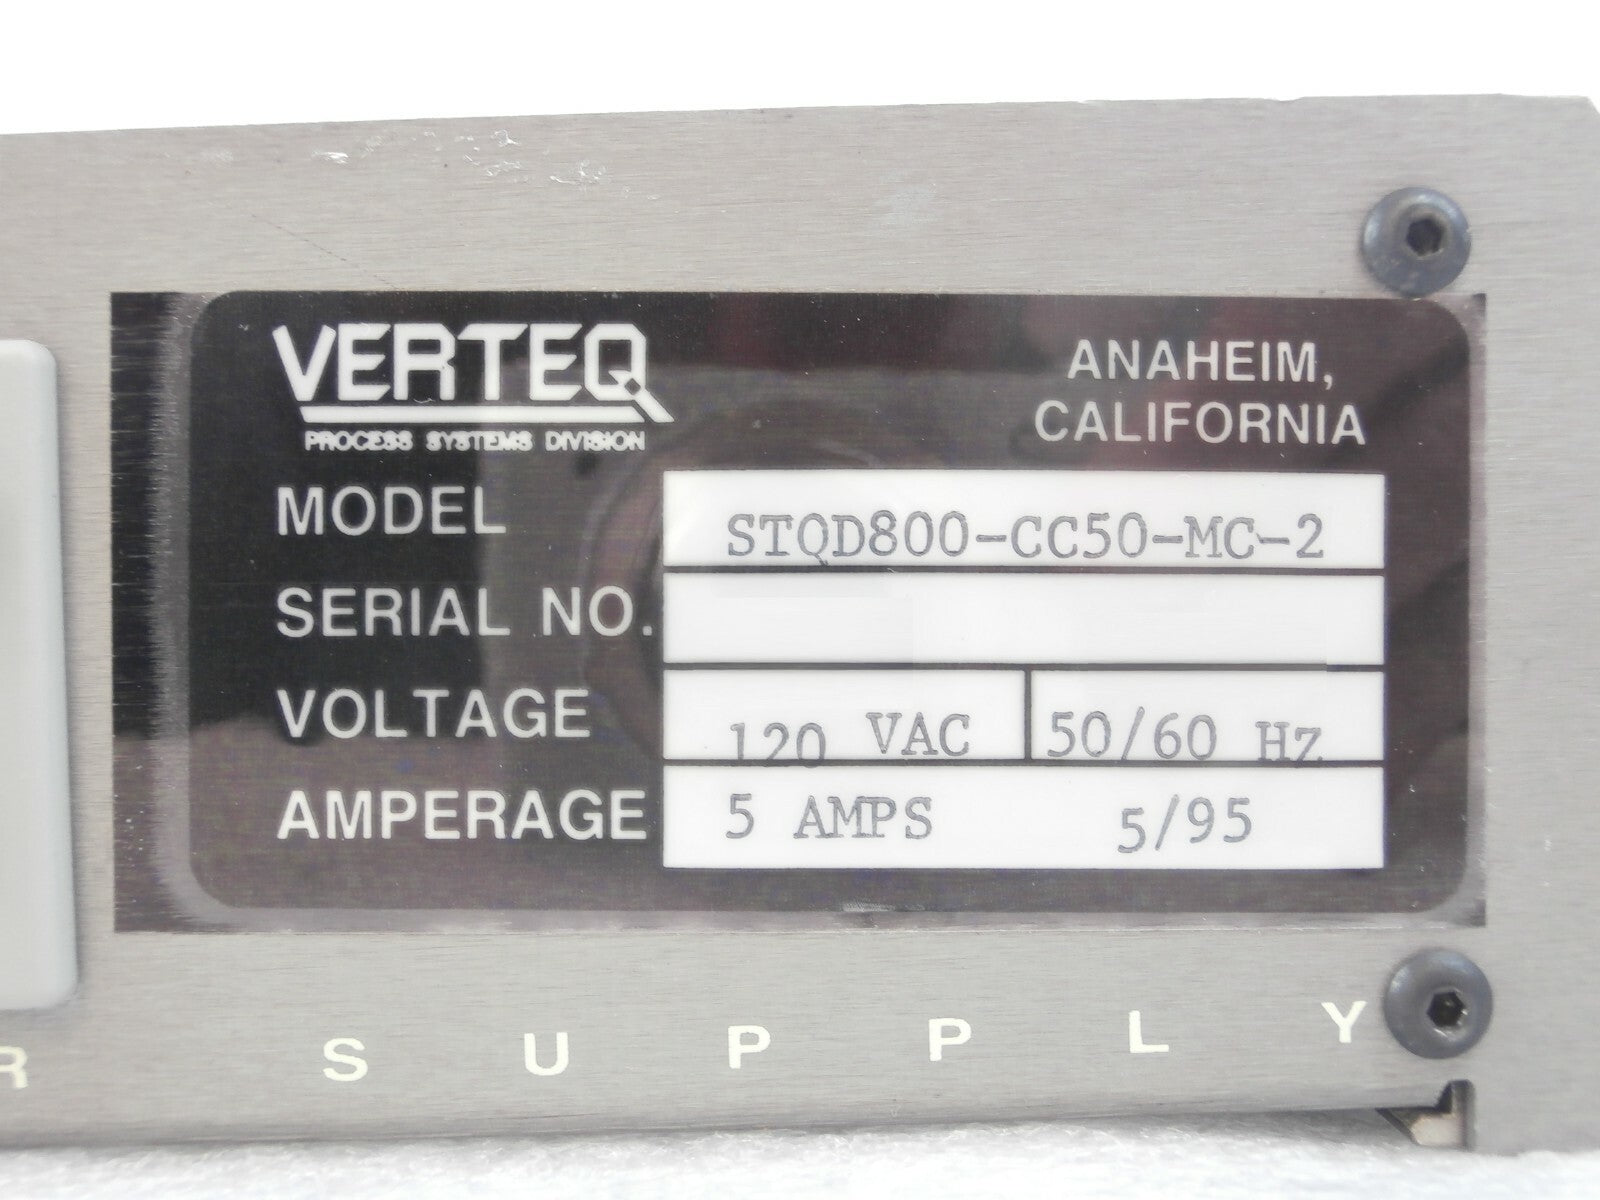 VERTEQ
PROCESS SYSTEMS DIVISION
ANAHEIM,
CALIFORNIA
MODEL STQD800-CC50-MC-2
SERIAL NO.
VOLTAGE 120 VAC 50/60 Hz
AMPERAGE 5 AMPS 5/95
R SUPPLY